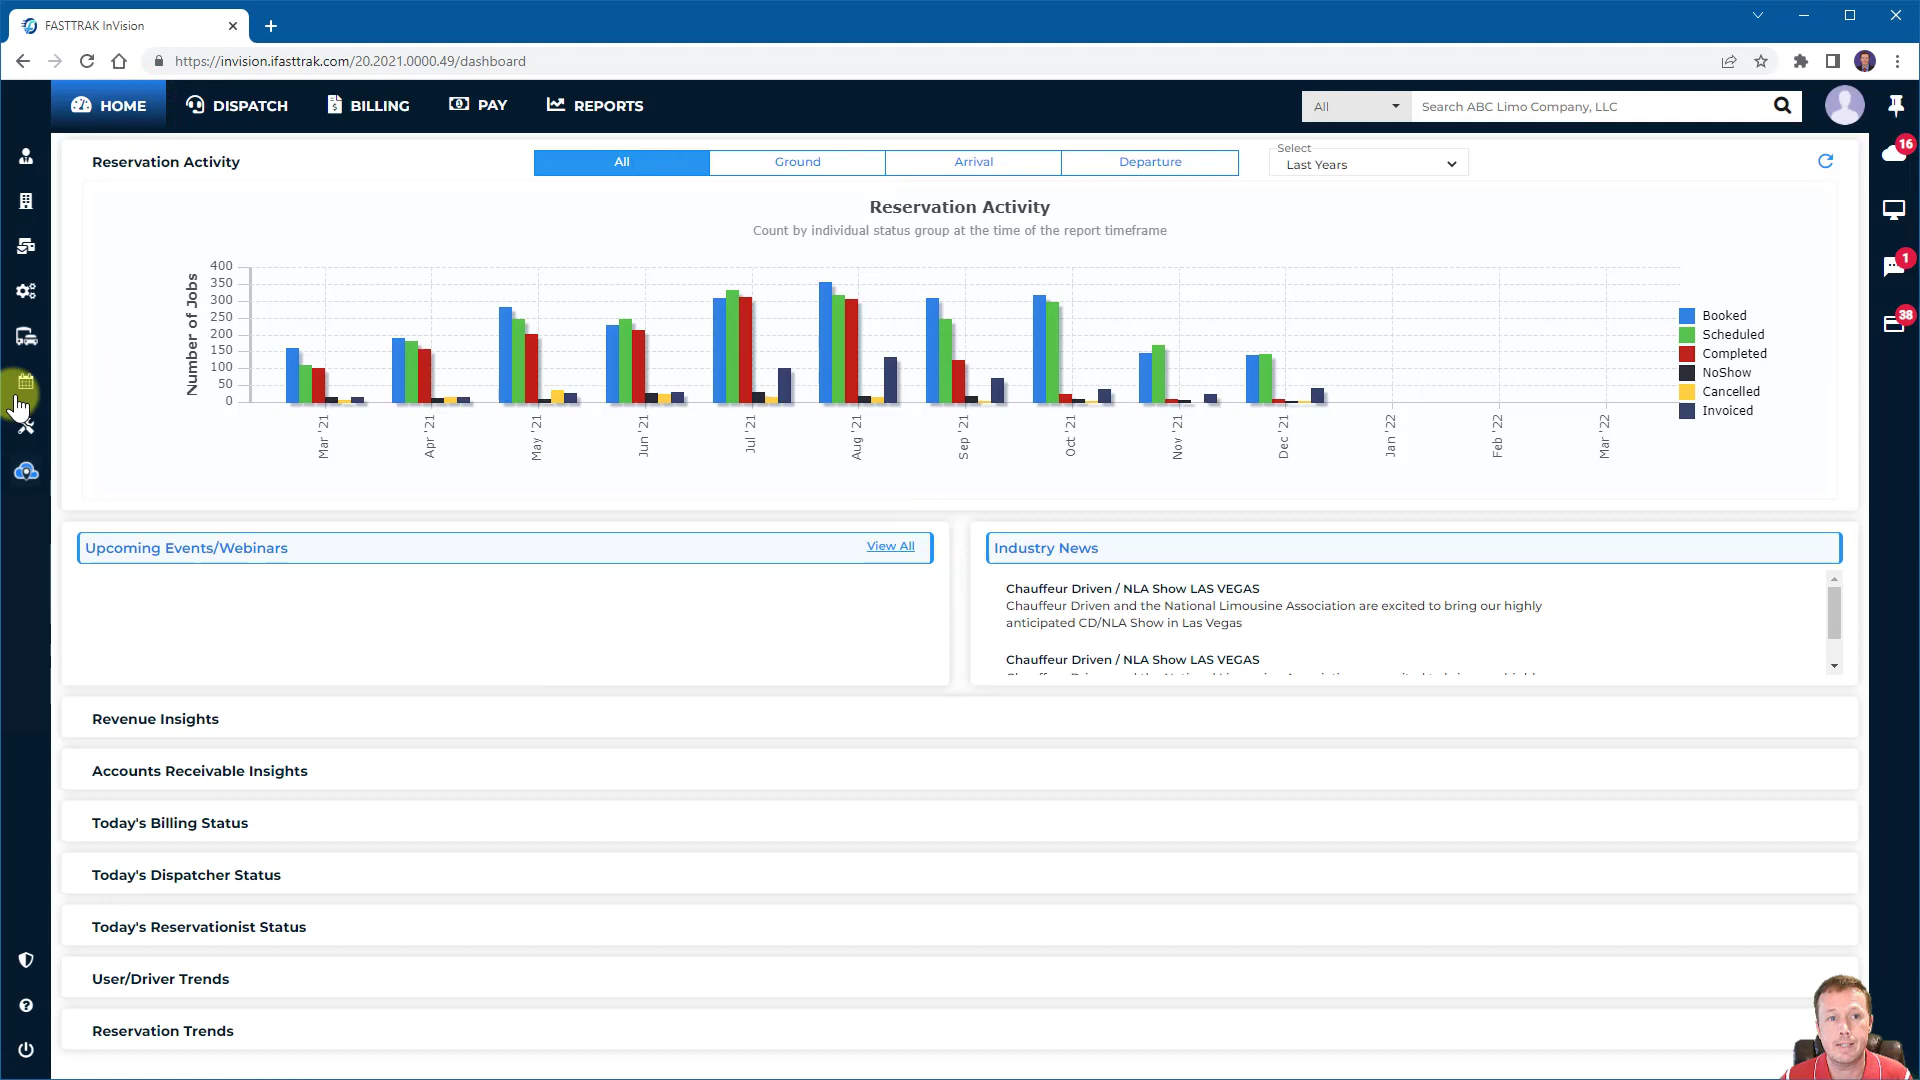 FASTTRAK InVision
https://invision.ifasttrak.com/20.2021.0000.49/dashboard
HOME
DISPATCH
BILLING
PAY
REPORTS
All
Search ABC Limo Company, LLC
16
1
38
Reservation Activity
All
Ground
Arrival
Departure
Select
Last Years
Reservation Activity
Count by individual status group at the time of the report timeframe
Number of Jobs
400
350
300
250
200
150
100
50
0
Mar '21
Apr '21
May '21
Jun '21
Jul '21
Aug '21
Sep '21
Oct '21
Nov '21
Dec '21
Jan '22
Feb '22
Mar '22
Booked
Scheduled
Completed
NoShow
Cancelled
Invoiced
Upcoming Events/Webinars
View All
Industry News
Chauffeur Driven / NLA Show LAS VEGAS
Chauffeur Driven and the National Limousine Association are excited to bring our highly
anticipated CD/NLA Show in Las Vegas
Chauffeur Driven / NLA Show LAS VEGAS
Revenue Insights
Accounts Receivable Insights
Today's Billing Status
Today's Dispatcher Status
Today's Reservationist Status
User/Driver Trends
Reservation Trends